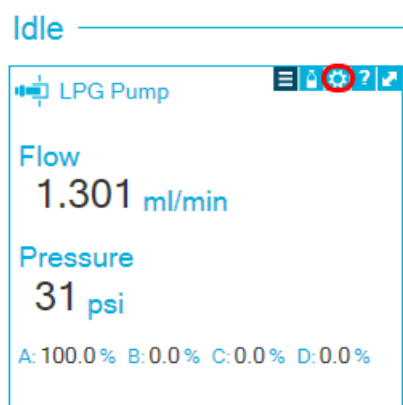 Idle
LPG Pump ?
Flow
1.301 ml/min
Pressure
31 psi
A: 100.0 % B: 0.0 % C: 0.0 % D: 0.0 %